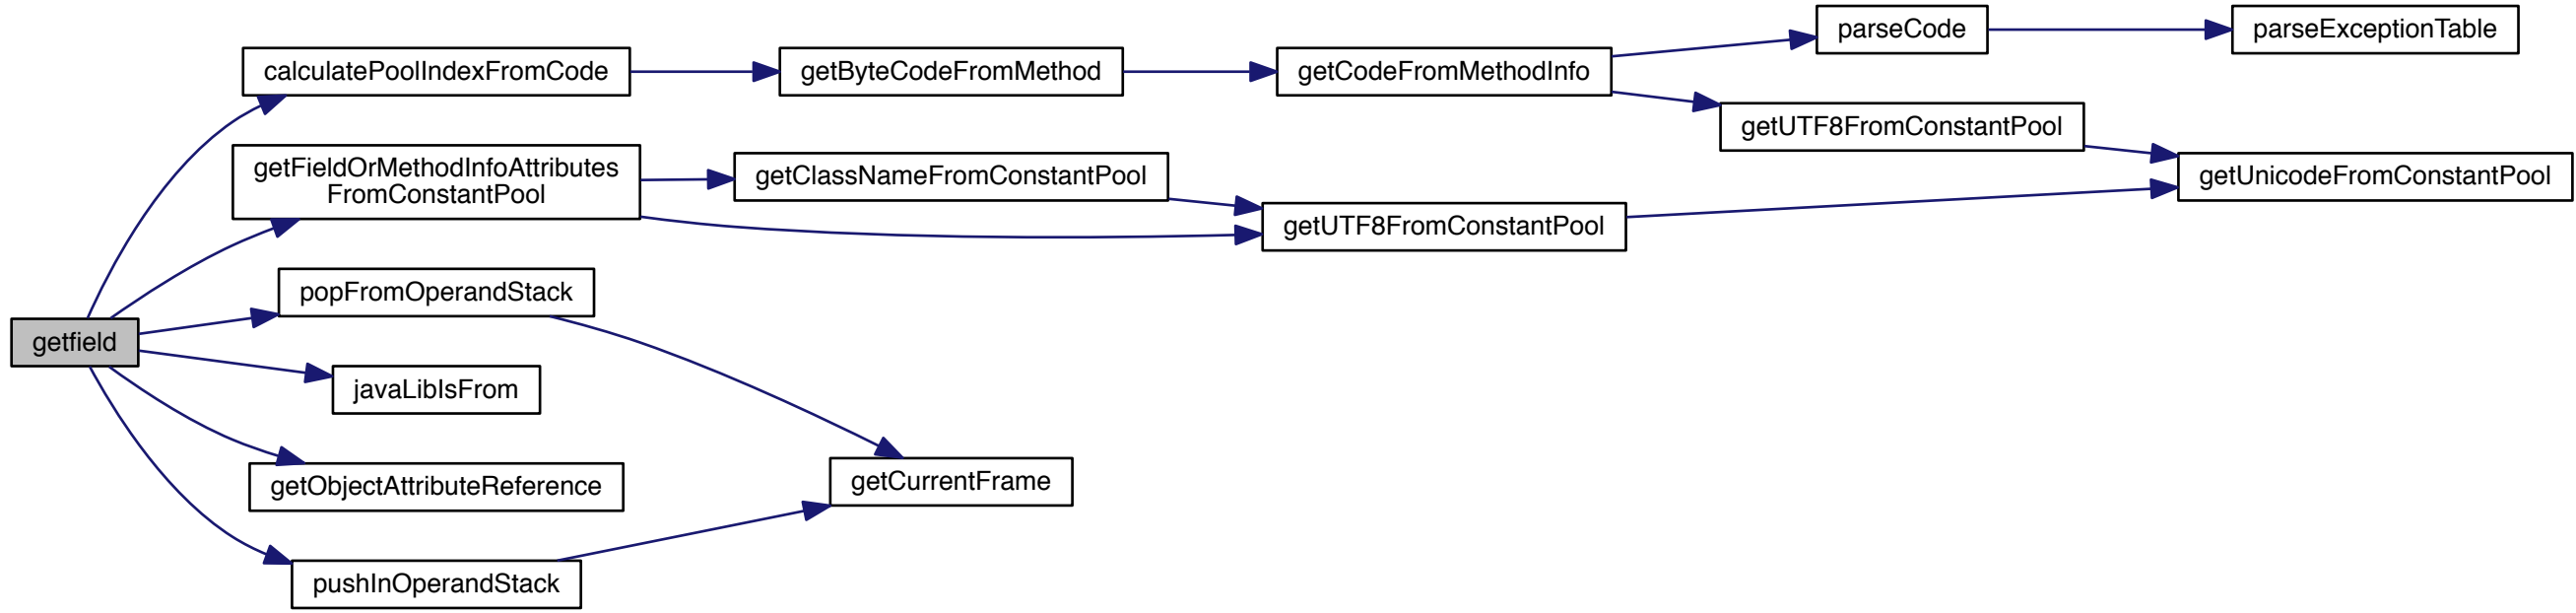 parseCode
parseExceptionTable
calculatePoolIndexFromCode
getByteCodeFromMethod
getCodeFromMethodInfo
getUTF8FromConstantPool
getFieldOrMethodInfoAttributes
FromConstantPool
getClassNameFromConstantPool
getUnicodeFromConstantPool
getUTF8FromConstantPool
popFromOperandStack
getfield
javaLibIsFrom
getObjectAttributeReference
getCurrentFrame
pushInOperandStack